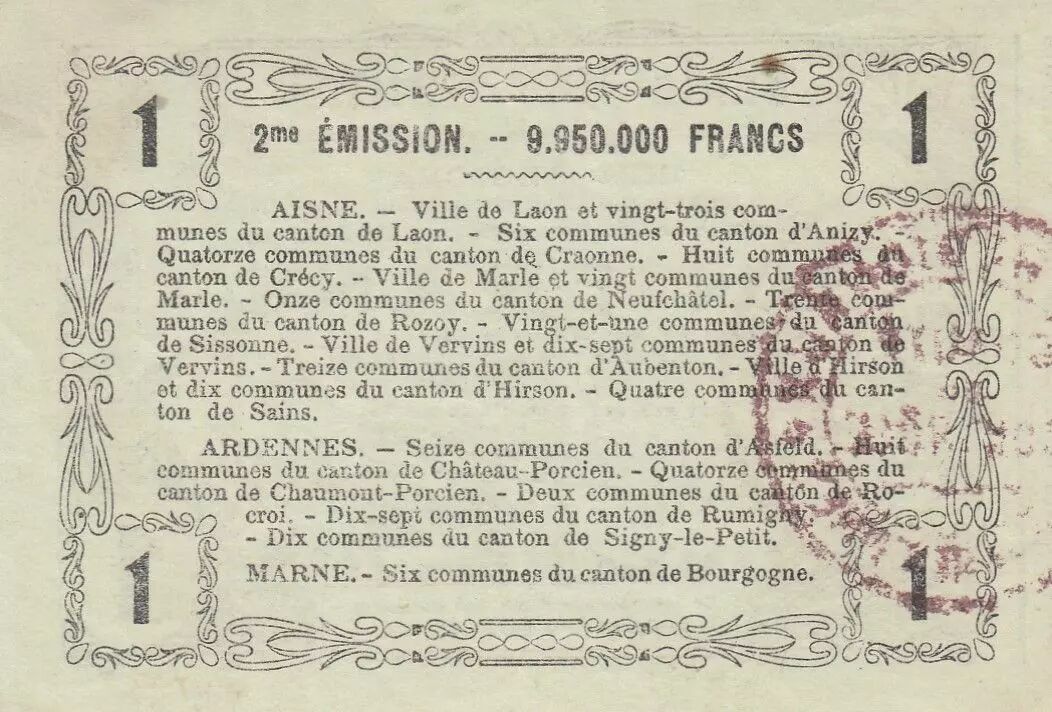 1 2me ÉMISSION. -- 9.950.000 FRANCS 1
AISNE. — Ville de Laon et vingt-trois com-
munes du canton de Laon. - Six communes du canton d'Anizy. -
Quatorze communes du canton de Craonne. - Huit communes du
canton de Crécy. - Ville de Marle et vingt communes du canton de
Marle. - Onze communes du canton de Neufchâtel. - Trente com-
munes du canton de Rozoy. - Vingt-et-une communes du canton
de Sissonne. - Ville de Vervins et dix-sept communes du canton de
Vervins. - Treize communes du canton d'Aubenton. - Ville d'Hirson
et dix communes du canton d'Hirson. - Quatre communes du can-
ton de Sains.
ARDENNES. — Seize communes du canton d'Asfeld. - Huit
communes du canton de Château-Porcien. - Quatorze communes du
canton de Chaumont-Porcien. - Deux communes du canton de Ro-
croi. - Dix-sept communes du canton de Rumigny.
- Dix communes du canton de Signy-le-Petit.
1 MARNE. - Six communes du canton de Bourgogne. 1